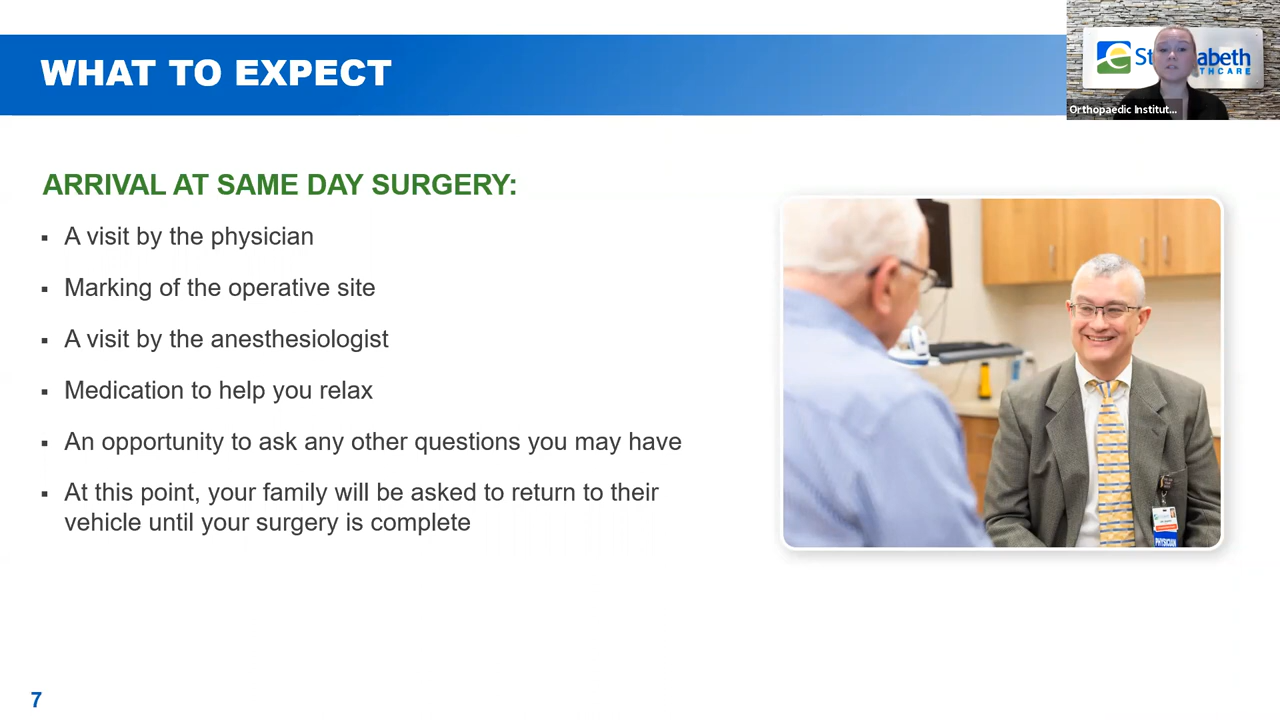 WHAT TO EXPECT
Orthopaedic Institut...
ARRIVAL AT SAME DAY SURGERY:
▪ A visit by the physician
▪ Marking of the operative site
▪ A visit by the anesthesiologist
▪ Medication to help you relax
▪ An opportunity to ask any other questions you may have
▪ At this point, your family will be asked to return to their
vehicle until your surgery is complete
PHYSICIAN
7